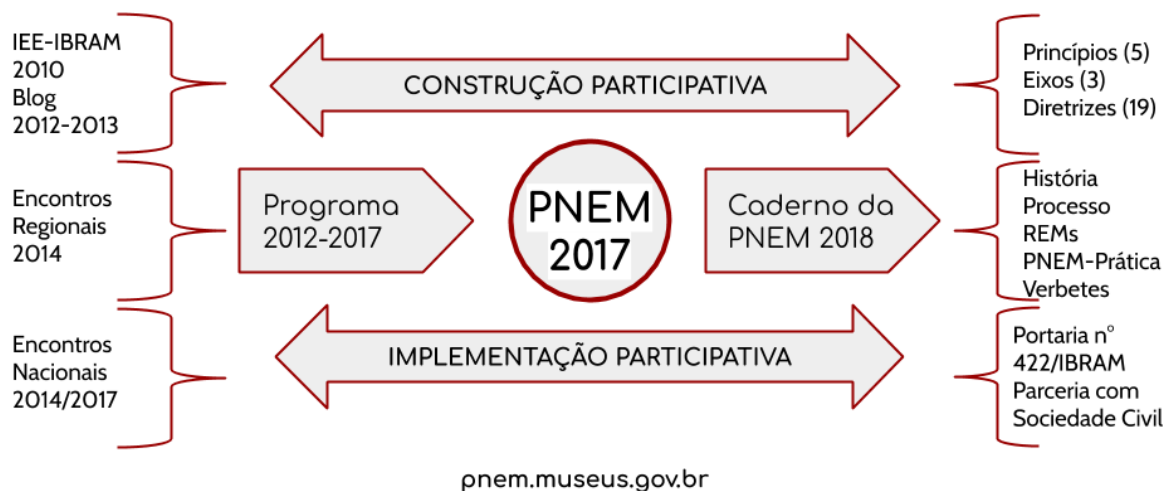 IEE-IBRAM
2010
Blog
2012-2013
CONSTRUÇÃO PARTICIPATIVA
Princípios (5)
Eixos (3)
Diretrizes (19)
Encontros
Regionais
2014
Programa
2012-2017
PNEM
2017
Caderno da
PNEM 2018
História
Processo
REMs
PNEM-Prática
Verbetes
Encontros
Nacionais
2014/2017
IMPLEMENTAÇÃO PARTICIPATIVA
Portaria n°
422/IBRAM
Parceria com
Sociedade Civil
pnem.museus.gov.br